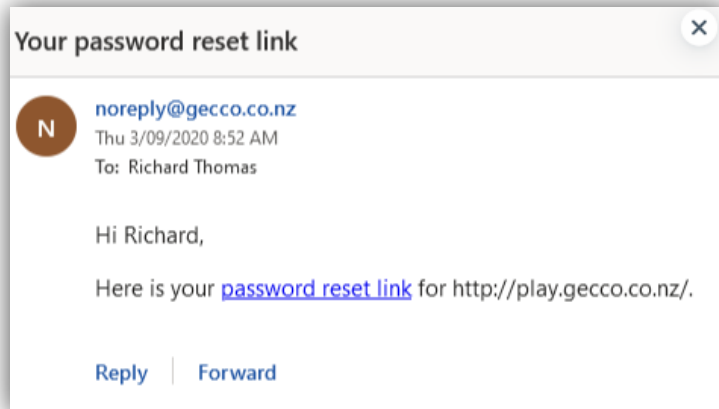 Your password reset link
N
noreply@gecco.co.nz
Thu 3/09/2020 8:52 AM
To: Richard Thomas
Hi Richard,
Here is your password reset link for http://play.gecco.co.nz/.
Reply | Forward